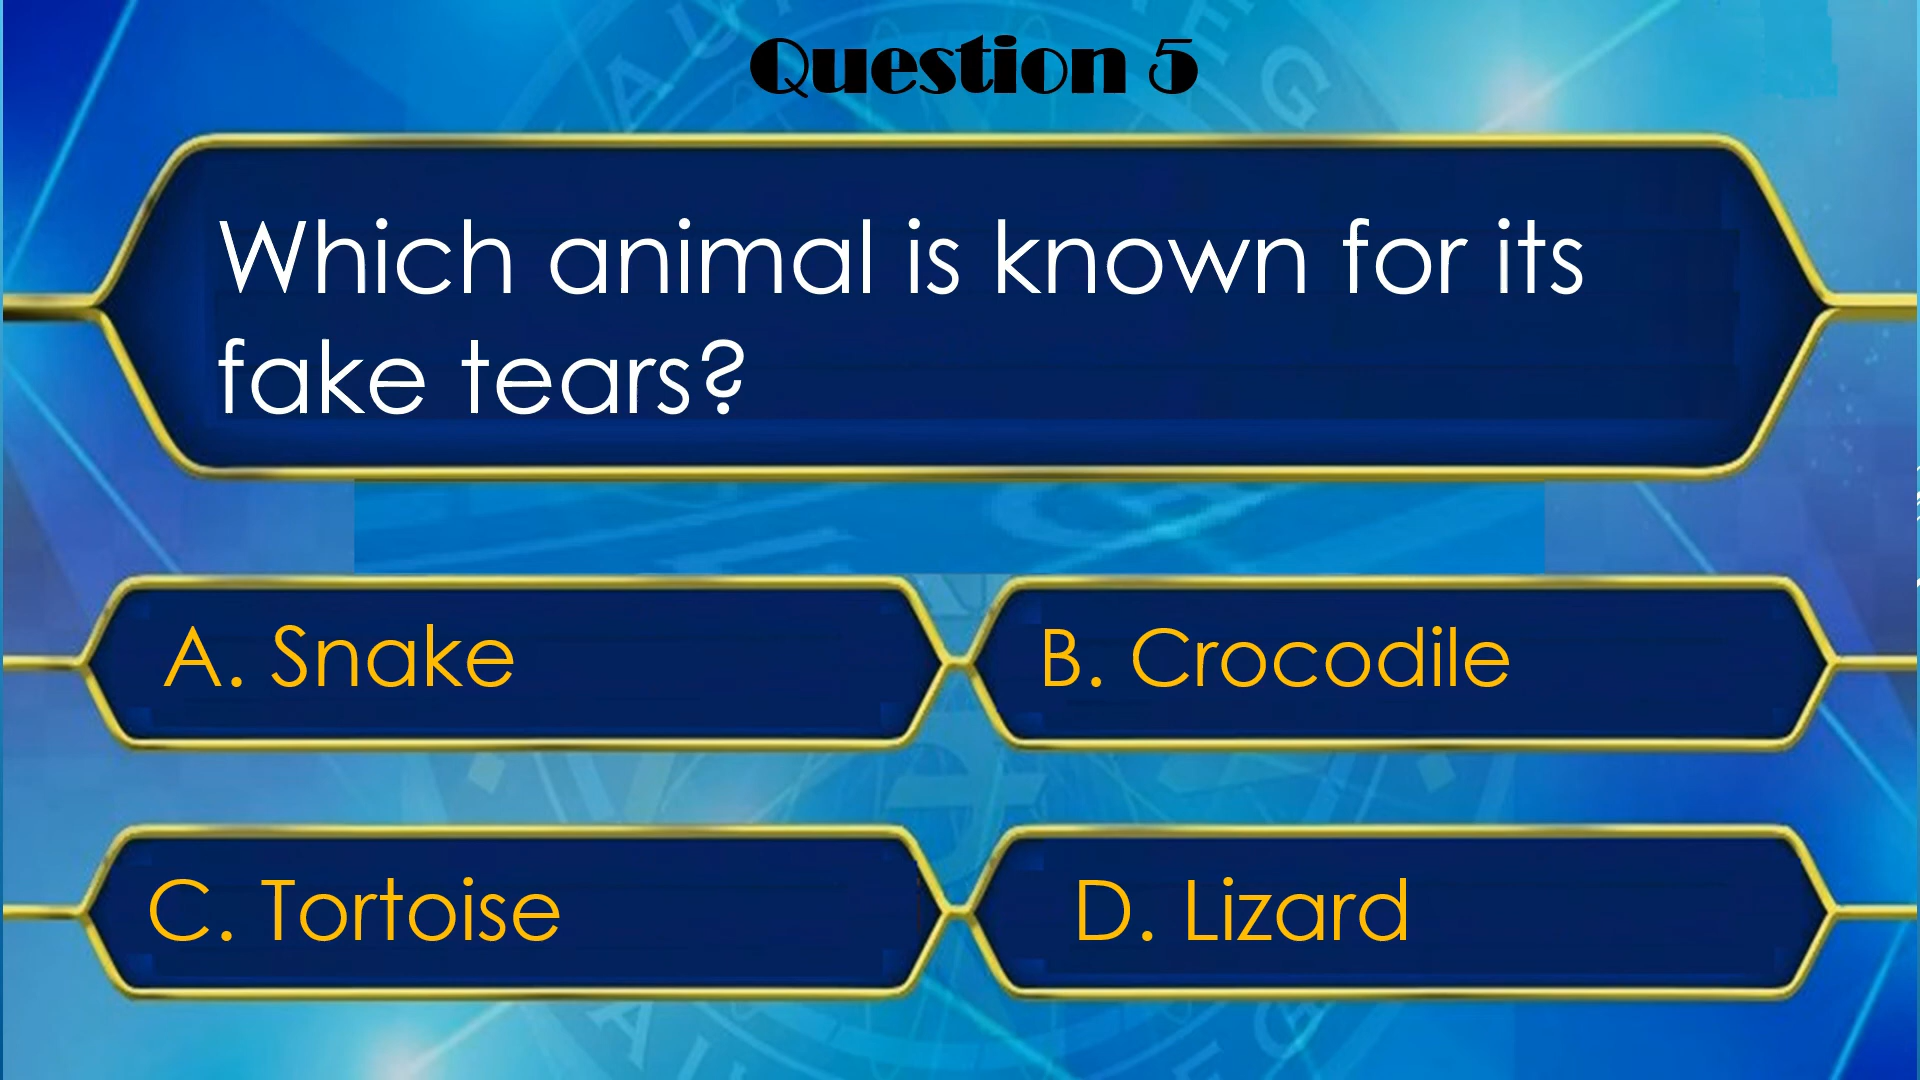 Question 5
Which animal is known for its
fake tears?
A. Snake
B. Crocodile
C. Tortoise
D. Lizard